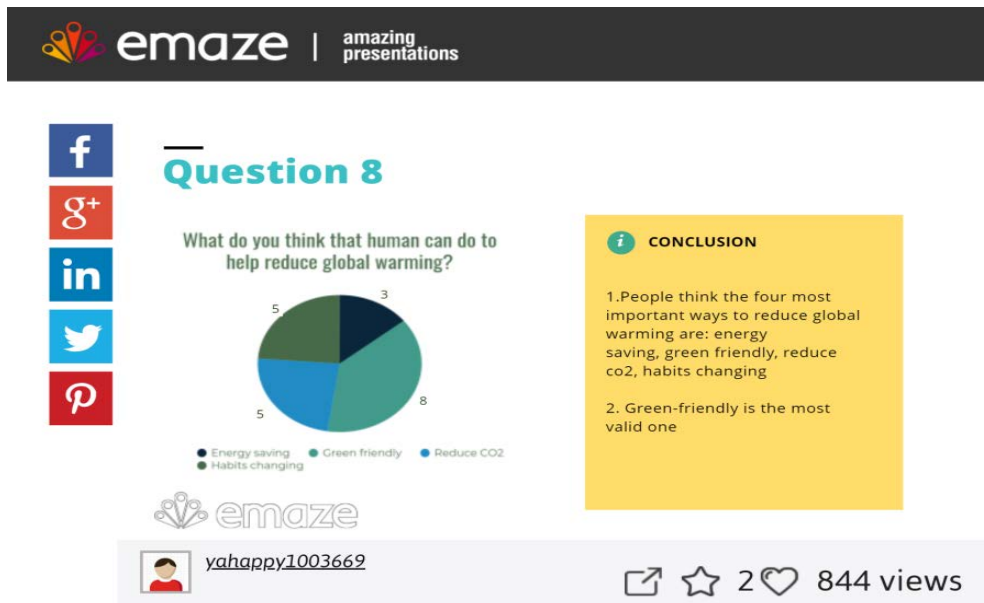 emaze | amazing
presentations
f
g+
in
Question 8
What do you think that human can do to
help reduce global warming?
3
5
8
5
Energy saving Green friendly Reduce CO2
Habits changing
i CONCLUSION
1.People think the four most
important ways to reduce global
warming are: energy
saving, green friendly, reduce
co2, habits changing
2. Green-friendly is the most
valid one
emaze
yahappy1003669
2 844 views